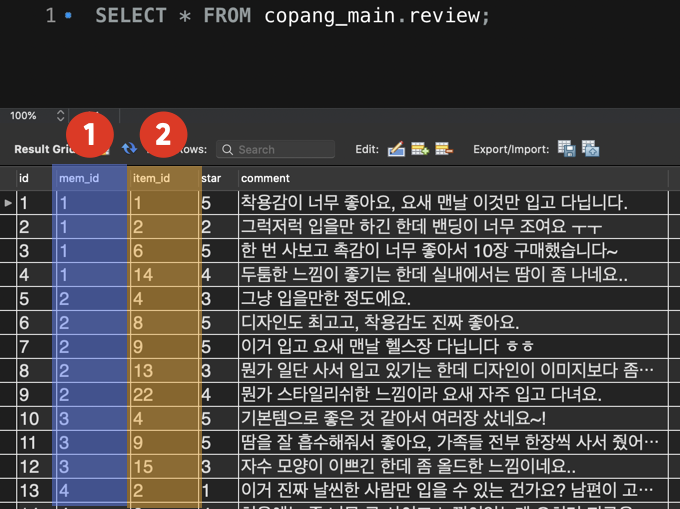 1 SELECT * FROM copang_main.review;
100%
1 2
Result Grid Rows: Search Edit: Export/Import:
id mem_id item_id star comment
1 1 1 5 착용감이 너무 좋아요, 요새 맨날 이것만 입고 다닙니다.
2 1 2 2 그럭저럭 입을만 하긴 한데 밴딩이 너무 조여요 ㅜㅜ
3 1 6 5 한 번 사보고 촉감이 너무 좋아서 10장 구매했습니다~
4 1 14 4 두툼한 느낌이 좋기는 한데 실내에서는 땀이 좀 나네요..
5 2 4 3 그냥 입을만한 정도에요.
6 2 8 5 디자인도 최고고, 착용감도 진짜 좋아요.
7 2 9 5 이거 입고 요새 맨날 헬스장 다닙니다 ㅎㅎ
8 2 13 3 뭔가 일단 사서 입고 있기는 한데 디자인이 이미지보다 좀…
9 2 22 4 뭔가 스타일리쉬한 느낌이라 요새 자주 입고 다녀요.
10 3 4 5 기본템으로 좋은 것 같아서 여러장 샀네요~!
11 3 9 5 땀을 잘 흡수해줘서 좋아요, 가족들 전부 한장씩 사서 줬어…
12 3 15 3 자수 모양이 이쁘긴 한데 좀 올드한 느낌이네요..
13 4 2 1 이거 진짜 날씬한 사람만 입을 수 있는 건가요? 남편이 고…